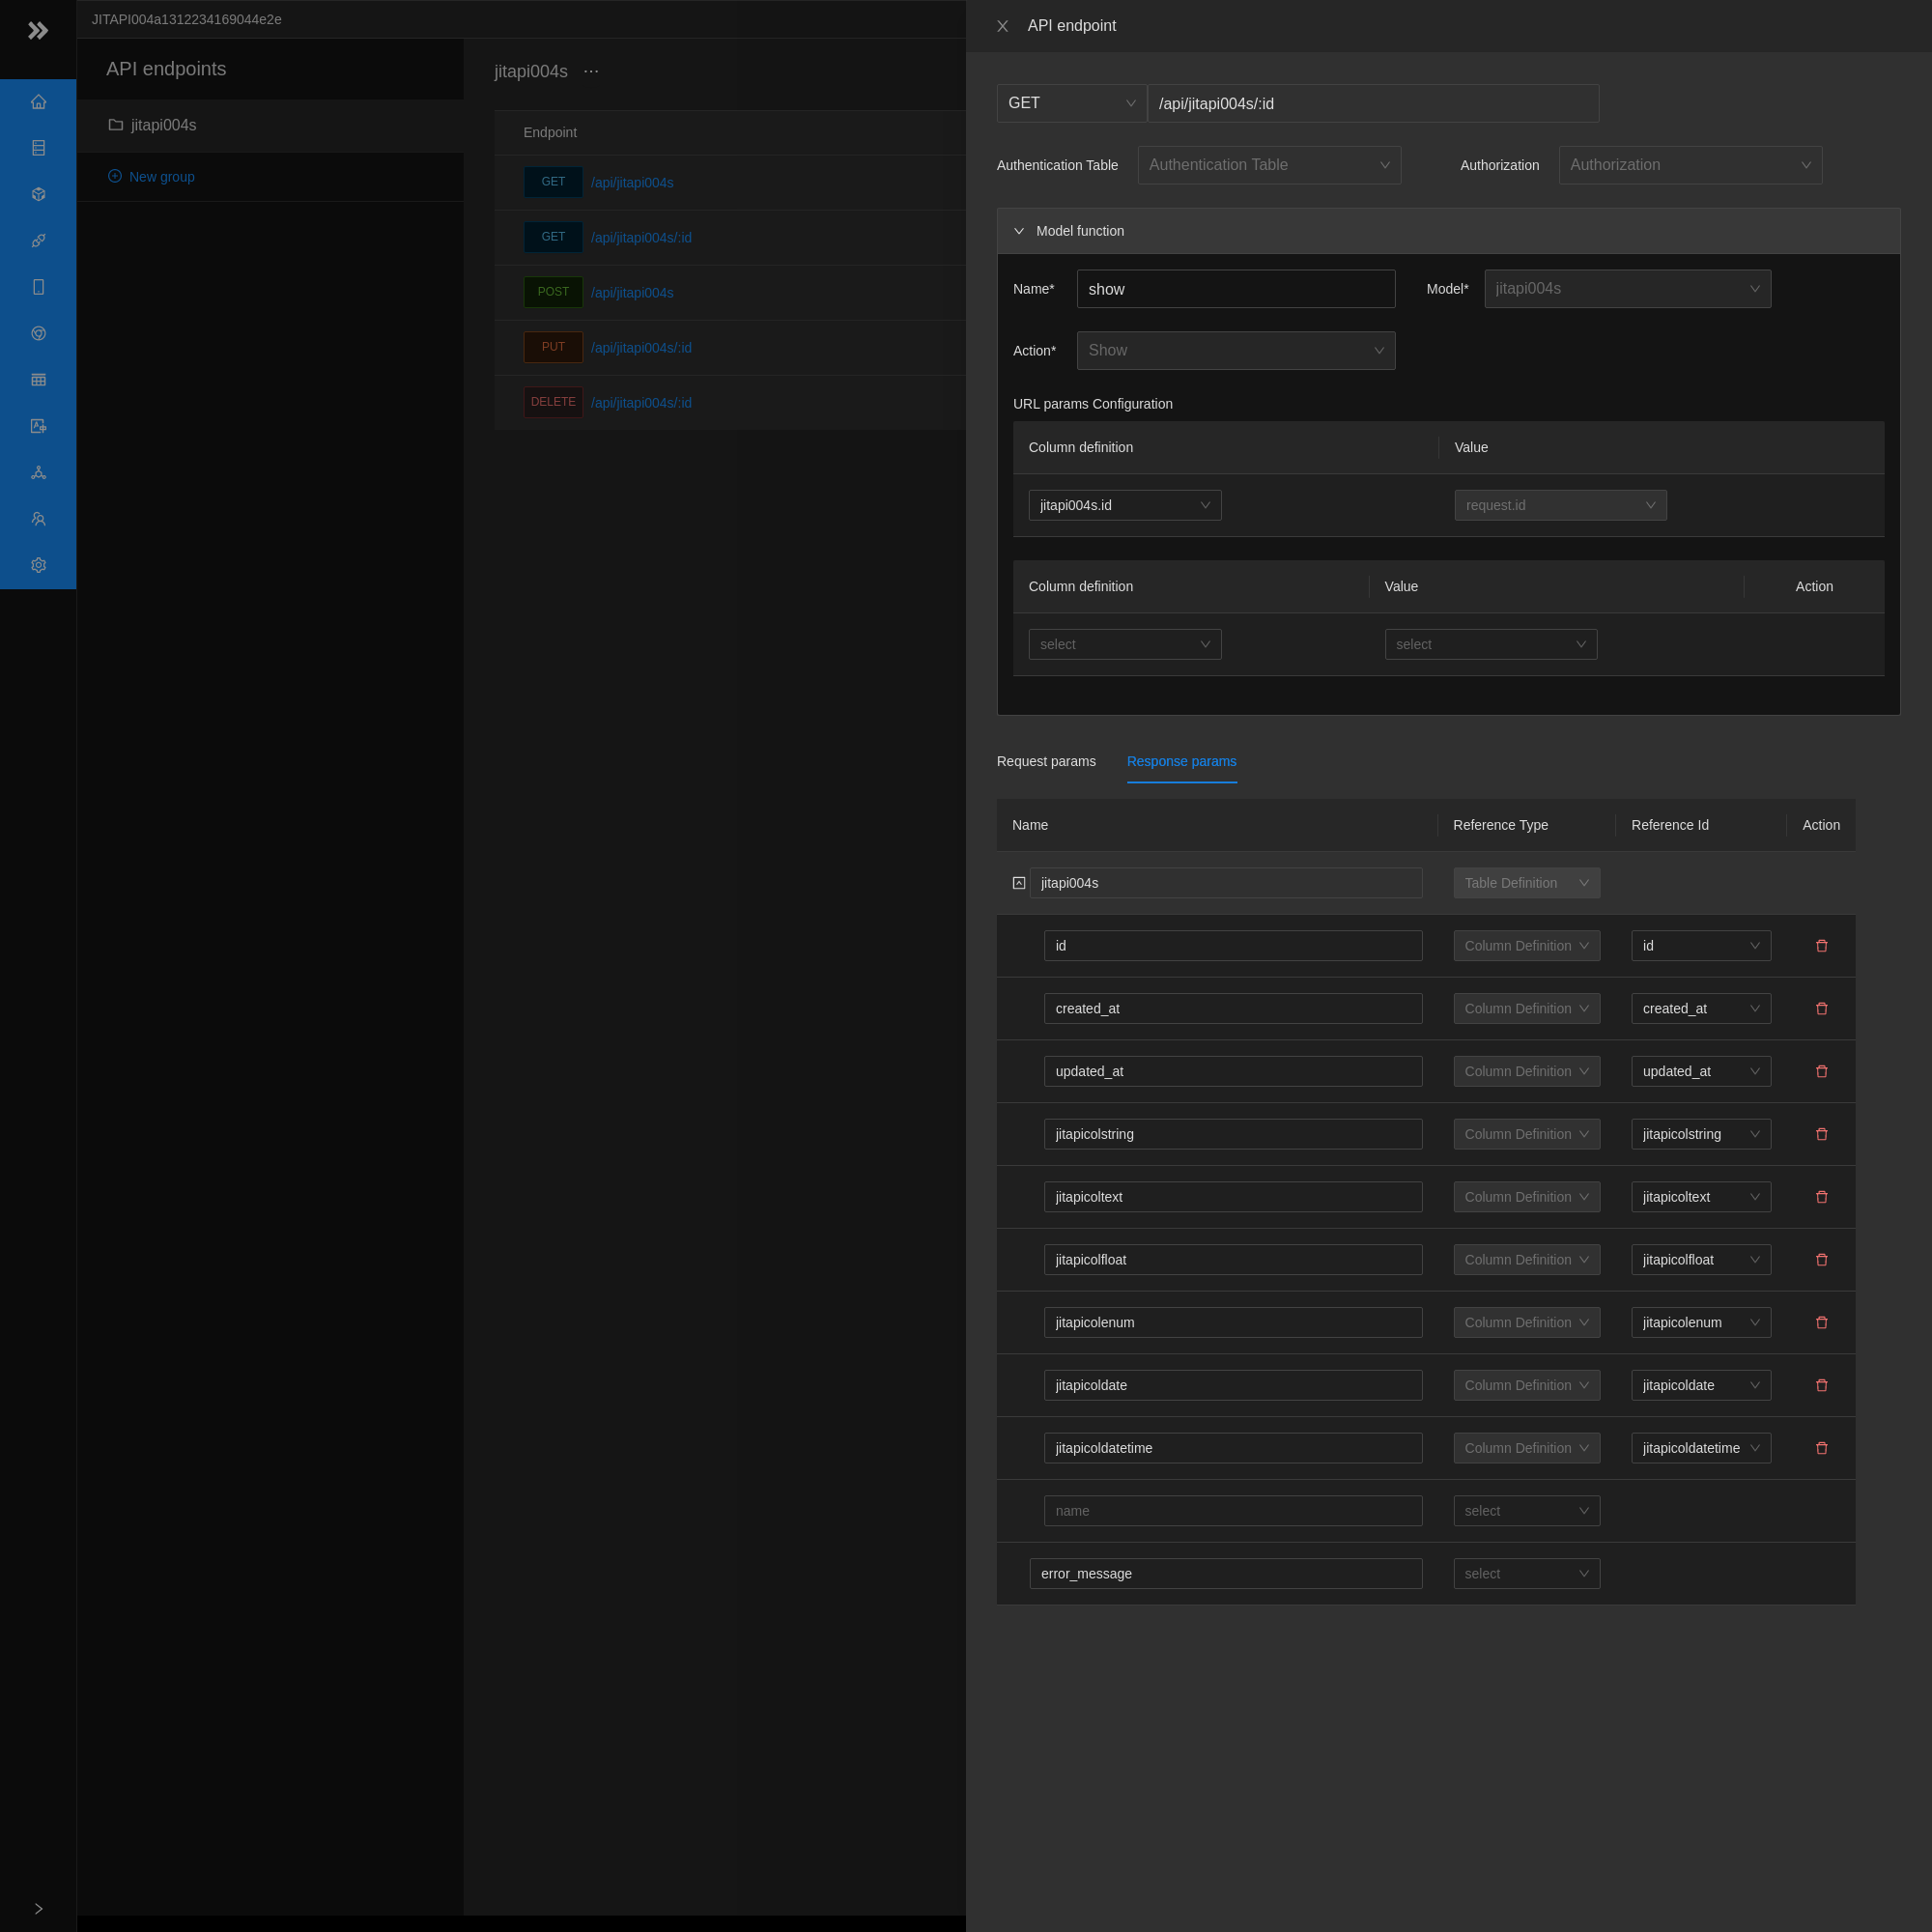 JITAPI004a1312234169044e2e
API endpoints
jitapi004s
New group
jitapi004s ...
Endpoint
GET /api/jitapi004s
GET /api/jitapi004s/:id
POST /api/jitapi004s
PUT /api/jitapi004s/:id
DELETE /api/jitapi004s/:id
API endpoint
GET /api/jitapi004s/:id
Authentication Table Authentication Table Authorization Authorization
Model function
Name* show Model* jitapi004s
Action* Show
URL params Configuration
Column definition Value
jitapi004s.id request.id
Column definition Value Action
select select
Request params Response params
Name Reference Type Reference Id Action
jitapi004s Table Definition
id Column Definition id
created_at Column Definition created_at
updated_at Column Definition updated_at
jitapicolstring Column Definition jitapicolstring
jitapicoltext Column Definition jitapicoltext
jitapicolfloat Column Definition jitapicolfloat
jitapicolenum Column Definition jitapicolenum
jitapicoldate Column Definition jitapicoldate
jitapicoldatetime Column Definition jitapicoldatetime
name select
error_message select